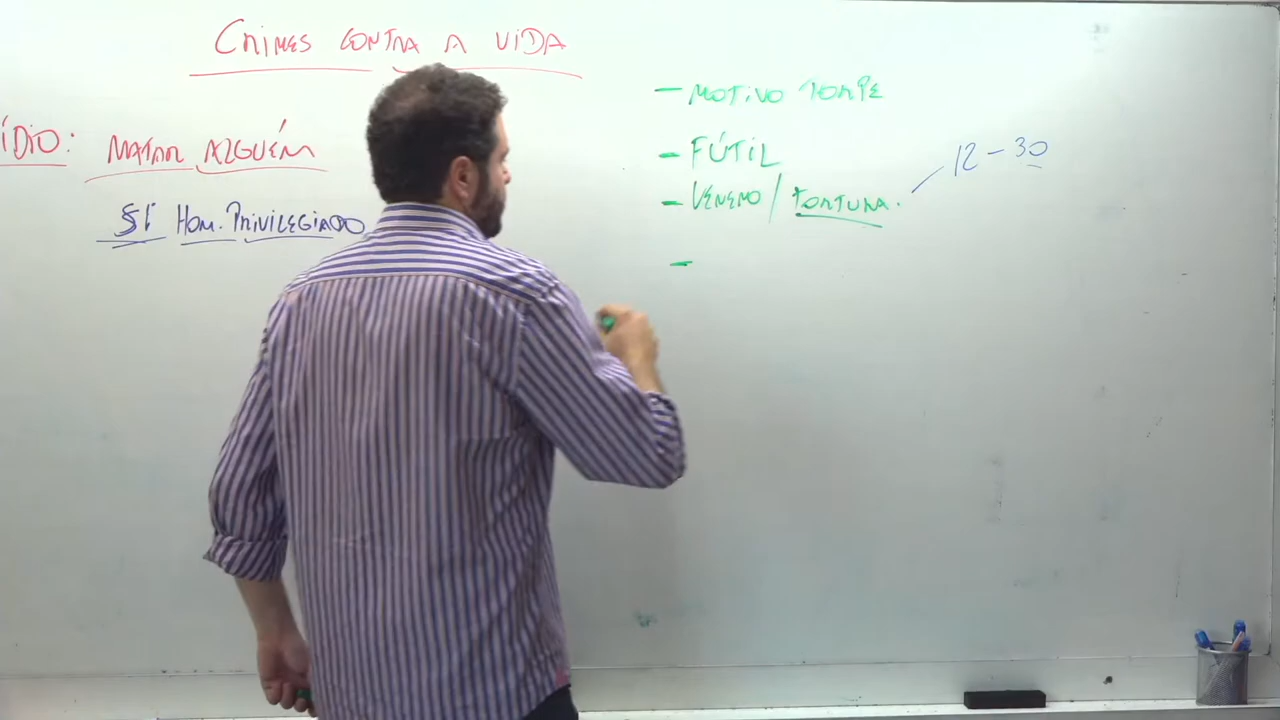 CRIMES CONTRA A VIDA
ÍDIO: MATAR ALGUÉM
§1º HOM. PRIVILEGIADO
- MOTIVO TORPE
- FÚTIL
- VENENO / TORTURA.
12 - 30
-